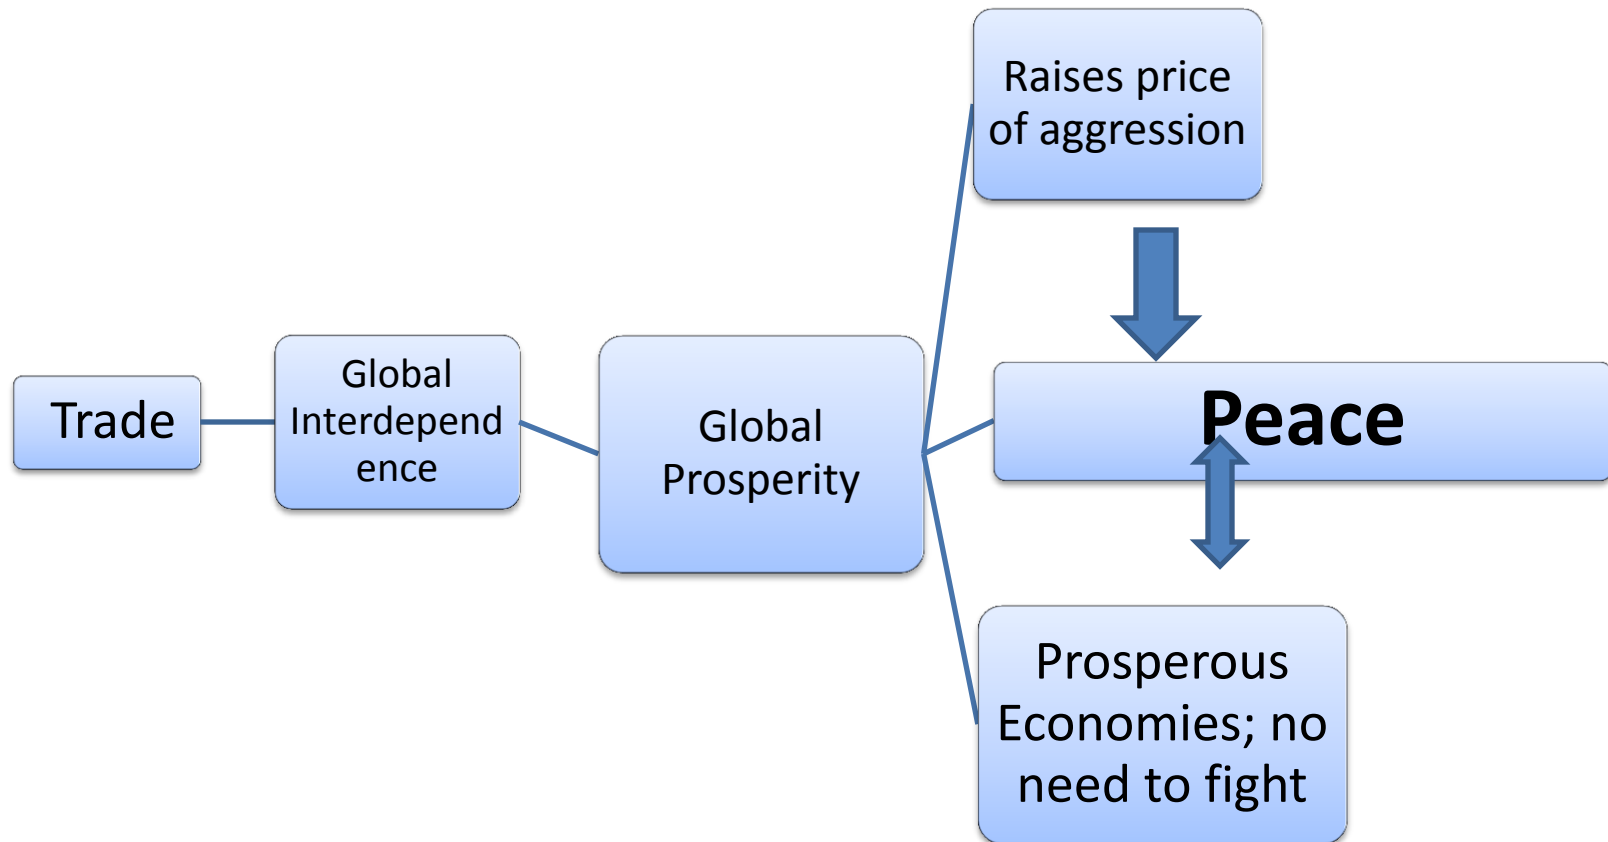 Trade
Global
Interdepend
ence
Global
Prosperity
Raises price
of aggression
Peace
Prosperous
Economies; no
need to fight